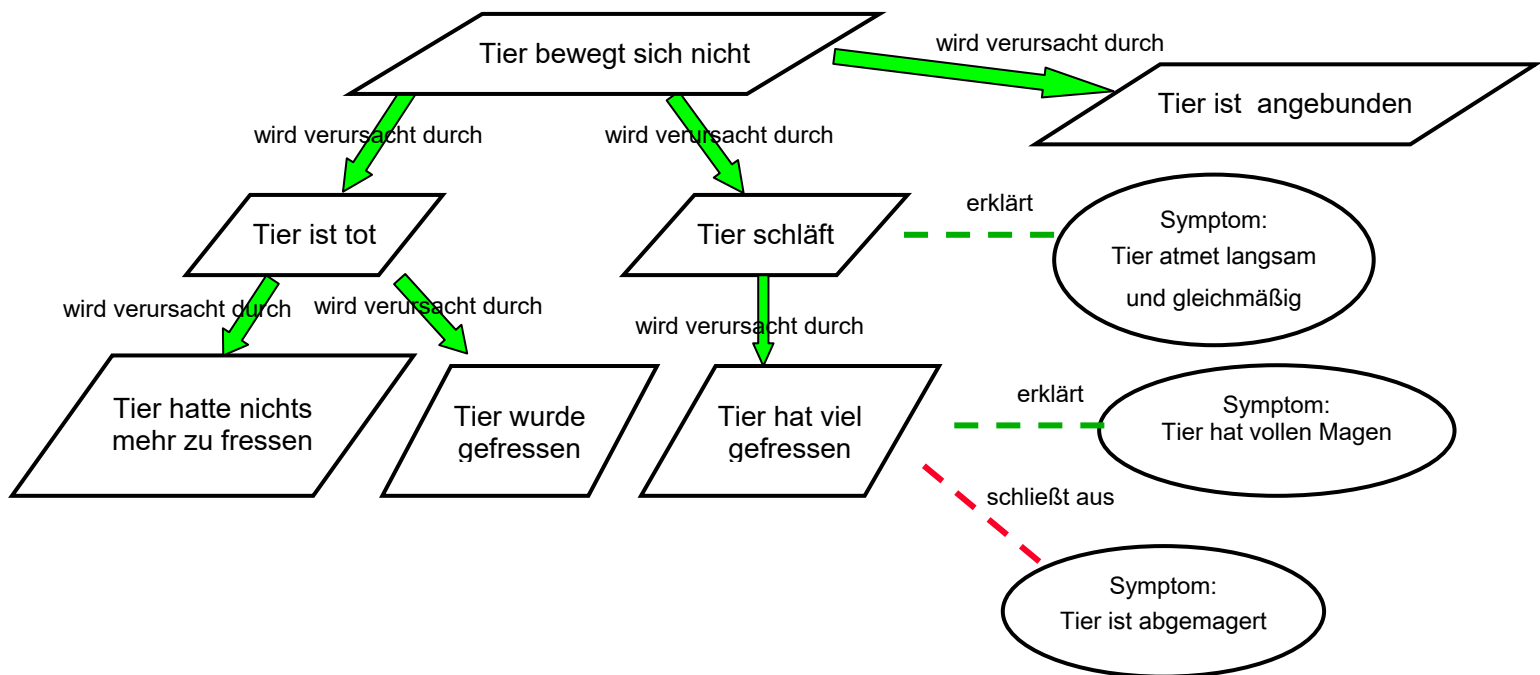 Tier bewegt sich nicht
wird verursacht durch
Tier ist angebunden
wird verursacht durch
wird verursacht durch
Tier ist tot
Tier schläft
erklärt
Symptom:
Tier atmet langsam
und gleichmäßig
wird verursacht durch
wird verursacht durch
wird verursacht durch
Tier hatte nichts
mehr zu fressen
Tier wurde
gefressen
Tier hat viel
gefressen
erklärt
Symptom:
Tier hat vollen Magen
schließt aus
Symptom:
Tier ist abgemagert